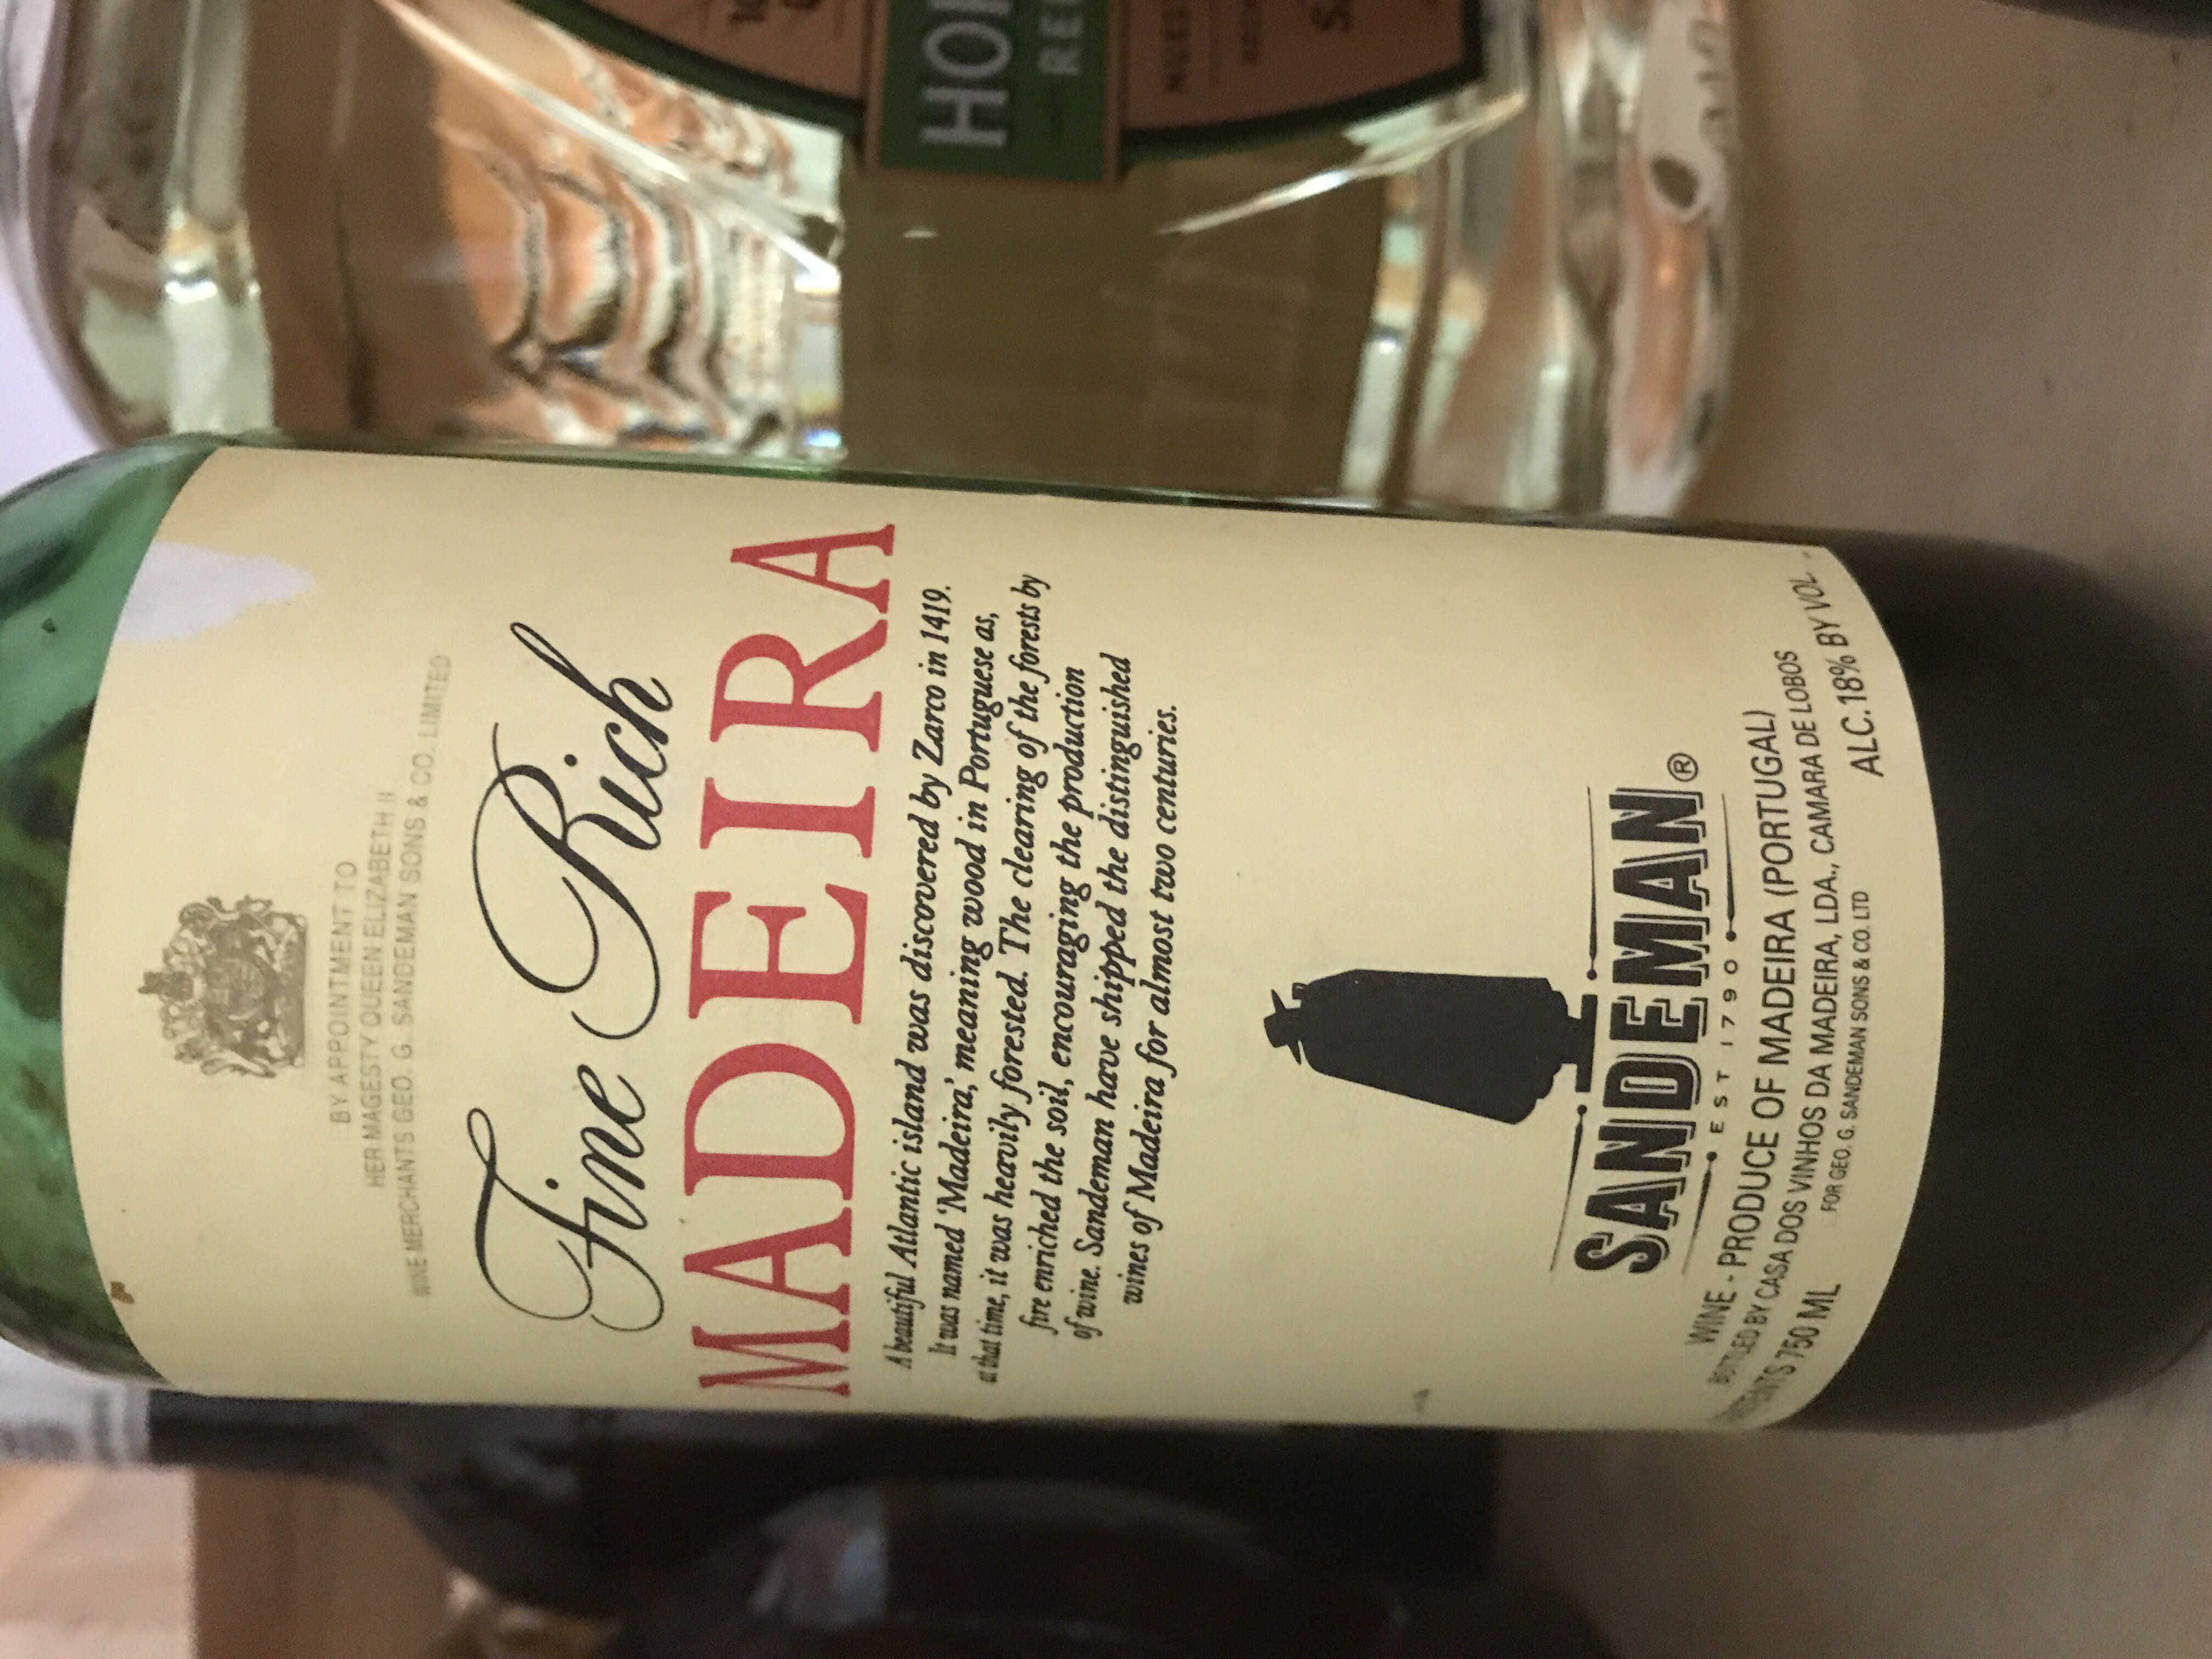 BY APPOINTMENT TO
HER MAGESTY QUEEN ELIZABETH II
WINE MERCHANTS GEO. G. SANDEMAN SONS & CO. LIMITED
Fine Rich
MADEIRA
A beautiful Atlantic island was discovered by Zarco in 1419.
It was named 'Madeira,' meaning wood in Portuguese as,
at that time, it was heavily forested. The clearing of the forests by
fire enriched the soil, encouraging the production
of wine. Sandeman have shipped the distinguished
wines of Madeira for almost two centuries.
SANDEMAN®
EST 1790
WINE - PRODUCE OF MADEIRA (PORTUGAL)
BOTTLED BY CASA DOS VINHOS DA MADEIRA, LDA., CAMARA DE LOBOS
750 ML
FOR GEO. G. SANDEMAN SONS & CO. LTD
ALC. 18% BY VOL.